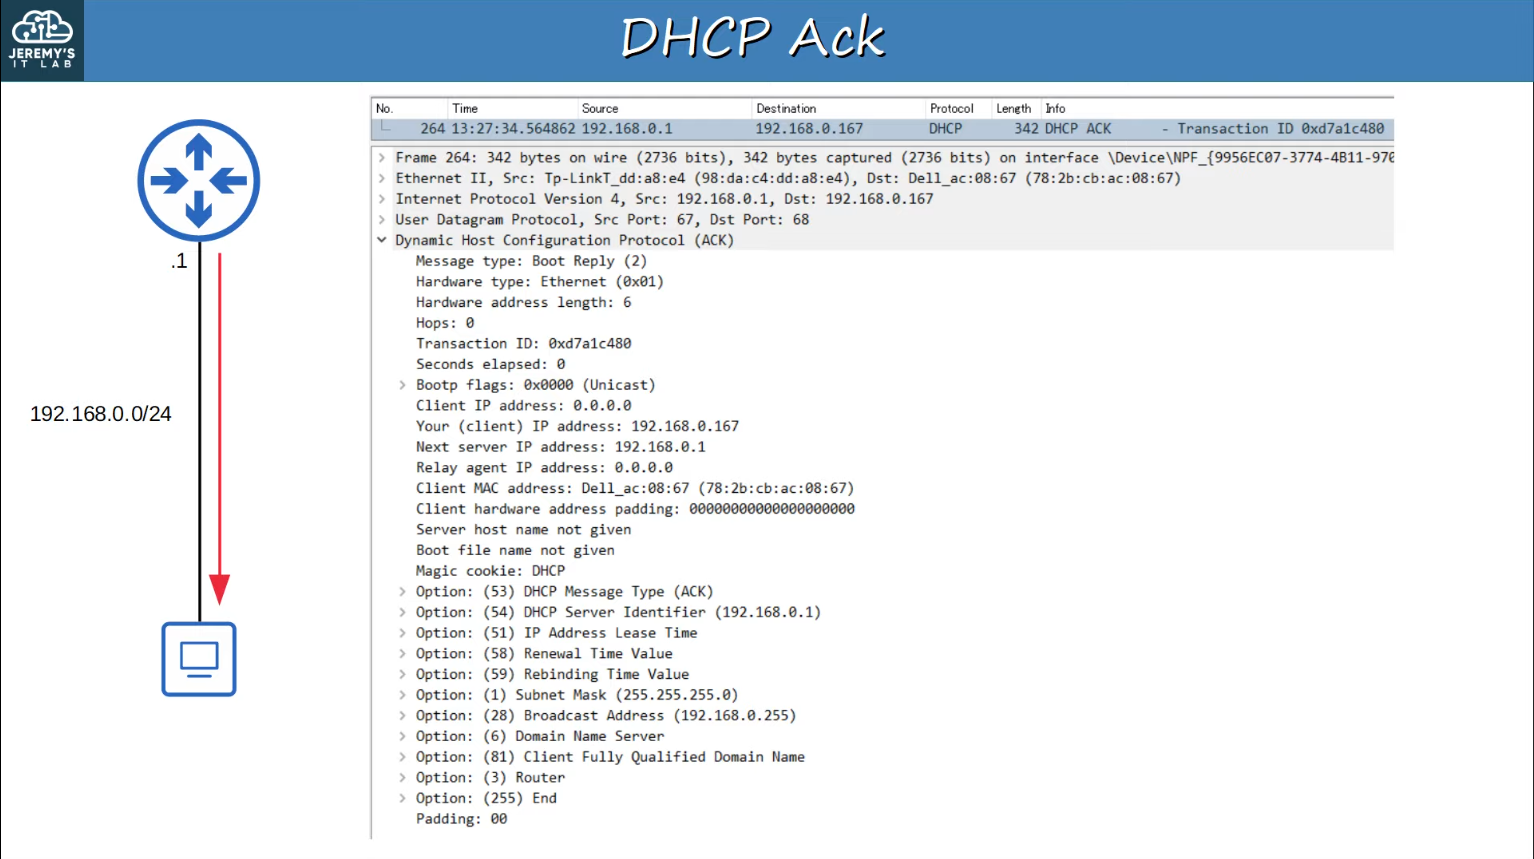 JEREMY'S
IT LAB
DHCP Ack
No. Time Source Destination Protocol Length Info
264 13:27:34.564862 192.168.0.1 192.168.0.167 DHCP 342 DHCP ACK - Transaction ID 0xd7a1c480
Frame 264: 342 bytes on wire (2736 bits), 342 bytes captured (2736 bits) on interface \Device\NPF_{9956EC07-3774-4B11-970
Ethernet II, Src: Tp-LinkT_dd:a8:e4 (98:da:c4:dd:a8:e4), Dst: Dell_ac:08:67 (78:2b:cb:ac:08:67)
Internet Protocol Version 4, Src: 192.168.0.1, Dst: 192.168.0.167
User Datagram Protocol, Src Port: 67, Dst Port: 68
Dynamic Host Configuration Protocol (ACK)
Message type: Boot Reply (2)
Hardware type: Ethernet (0x01)
Hardware address length: 6
Hops: 0
Transaction ID: 0xd7a1c480
Seconds elapsed: 0
Bootp flags: 0x0000 (Unicast)
Client IP address: 0.0.0.0
Your (client) IP address: 192.168.0.167
Next server IP address: 192.168.0.1
Relay agent IP address: 0.0.0.0
Client MAC address: Dell_ac:08:67 (78:2b:cb:ac:08:67)
Client hardware address padding: 00000000000000000000
Server host name not given
Boot file name not given
Magic cookie: DHCP
Option: (53) DHCP Message Type (ACK)
Option: (54) DHCP Server Identifier (192.168.0.1)
Option: (51) IP Address Lease Time
Option: (58) Renewal Time Value
Option: (59) Rebinding Time Value
Option: (1) Subnet Mask (255.255.255.0)
Option: (28) Broadcast Address (192.168.0.255)
Option: (6) Domain Name Server
Option: (81) Client Fully Qualified Domain Name
Option: (3) Router
Option: (255) End
Padding: 00
.1
192.168.0.0/24